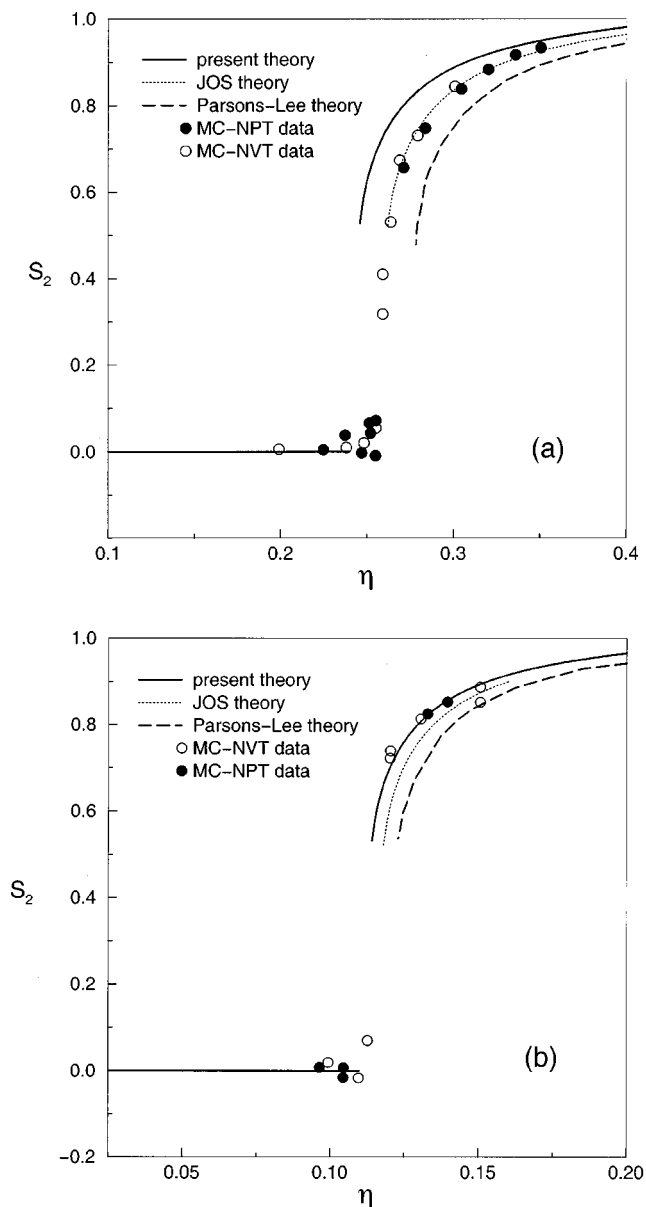 1.0
0.8
0.6
0.4
0.2
0.0
S2
present theory
JOS theory
Parsons−Lee theory
MC−NPT data
MC−NVT data
(a)
0.1
0.2
0.3
0.4
η
1.0
0.8
0.6
0.4
0.2
0.0
−0.2
S2
present theory
JOS theory
Parsons−Lee theory
MC−NVT data
MC−NPT data
(b)
0.05
0.10
0.15
0.20
η